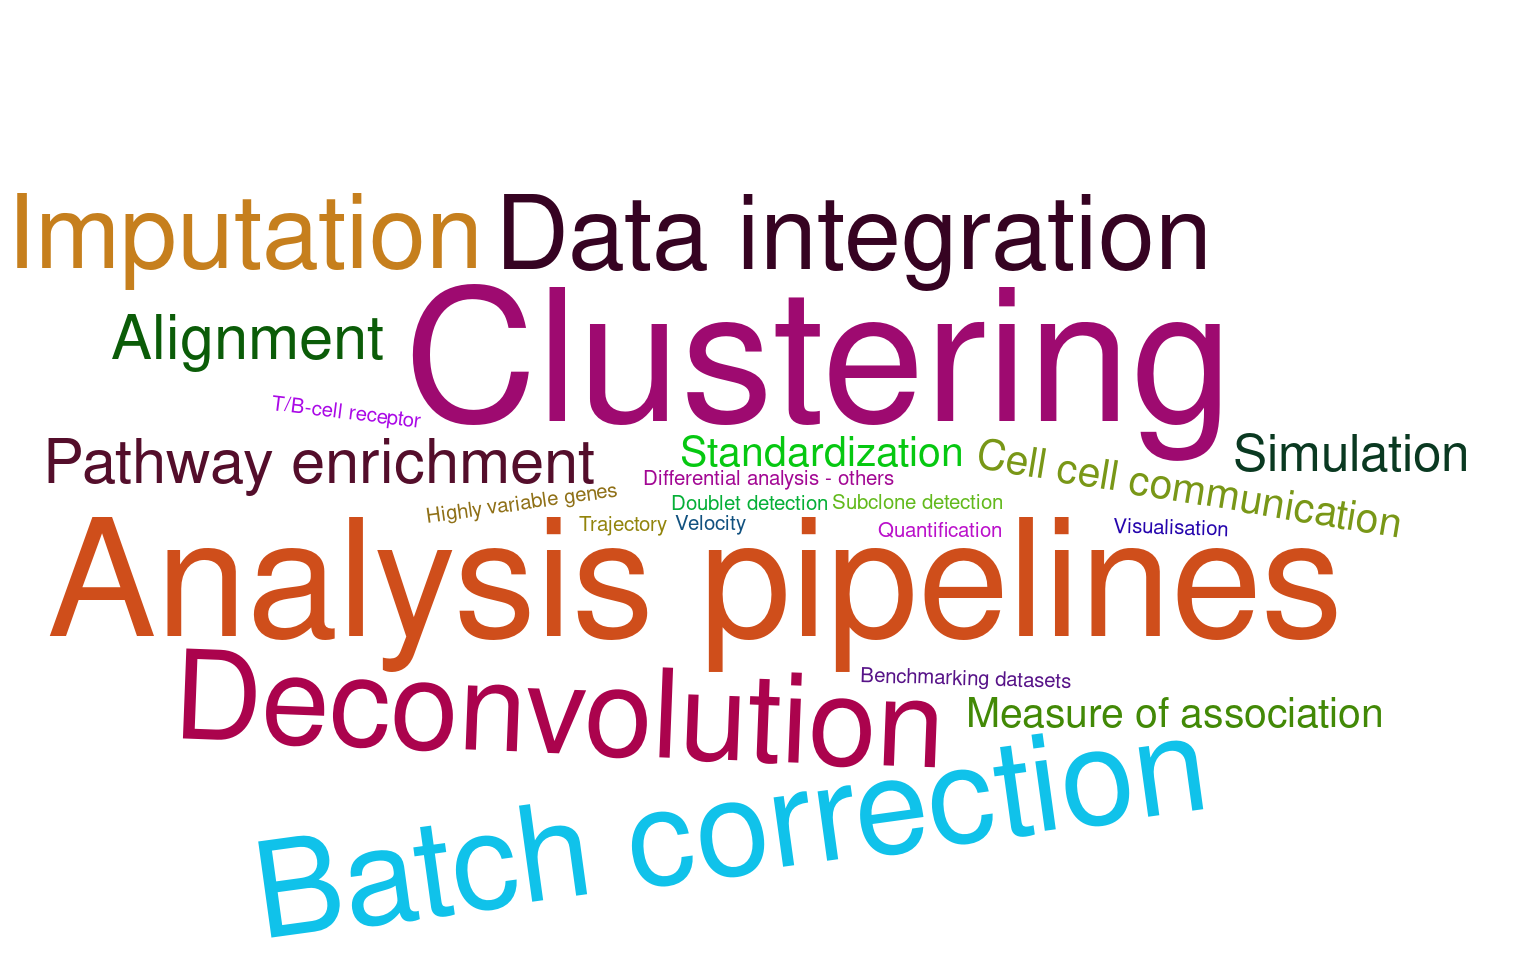 Imputation
Data integration
Clustering
Alignment
T/B-cell receptor
Pathway enrichment
Standardization
Cell cell communication
Simulation
Differential analysis - others
Highly variable genes
Doublet detection
Subclone detection
Trajectory
Velocity
Quantification
Visualisation
Analysis pipelines
Deconvolution
Benchmarking datasets
Measure of association
Batch correction